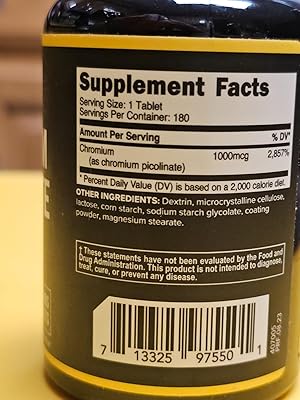 Supplement Facts
Serving Size: 1 Tablet
Servings Per Container: 180
Amount Per Serving % DV*
Chromium 1000mcg 2,857%
(as chromium picolinate)
* Percent Daily Value (DV) is based on a 2,000 calorie diet.
OTHER INGREDIENTS: Dextrin, microcrystalline cellulose,
lactose, corn starch, sodium starch glycolate, coating
powder, magnesium stearate.
† These statements have not been evaluated by the Food and
Drug Administration. This product is not intended to diagnose,
treat, cure, or prevent any disease.
7 13325 97550 1